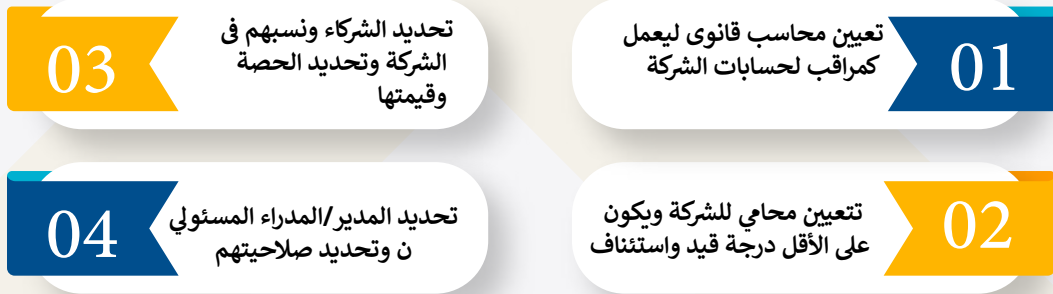 01
تعيين محاسب قانوى ليعمل
كمراقب لحسابات الشركة
02
تتعيين محامي للشركة ويكون
على الأقل درجة قيد واستئناف
03
تحديد الشركاء ونسبهم فى
الشركة وتحديد الحصة
وقيمتها
04
تحديد المدير/المدراء المسئولي
ن وتحديد صلاحيتهم